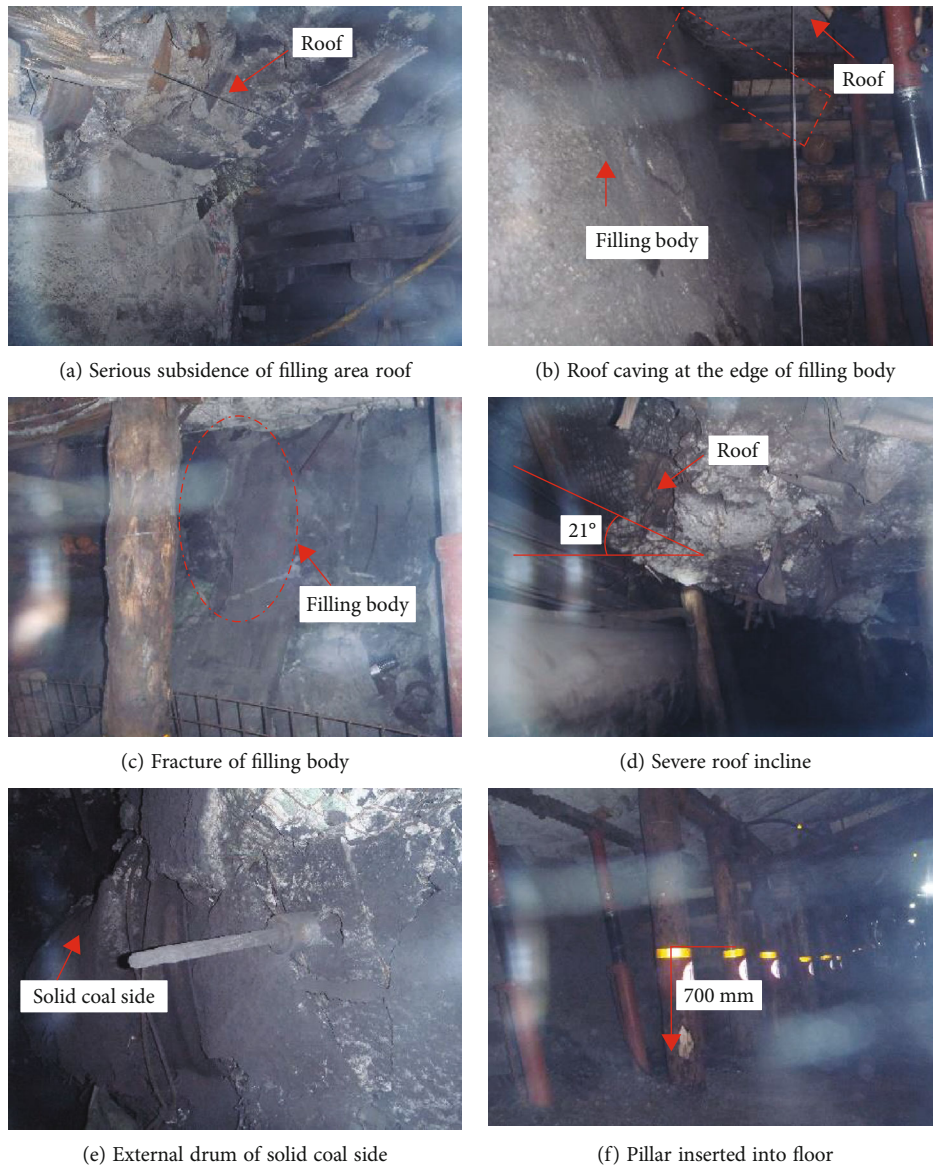 Roof
Roof
Filling body
(a) Serious subsidence of filling area roof
(b) Roof caving at the edge of filling body
Filling body
Roof
21°
(c) Fracture of filling body
(d) Severe roof incline
Solid coal side
700 mm
(e) External drum of solid coal side
(f) Pillar inserted into floor